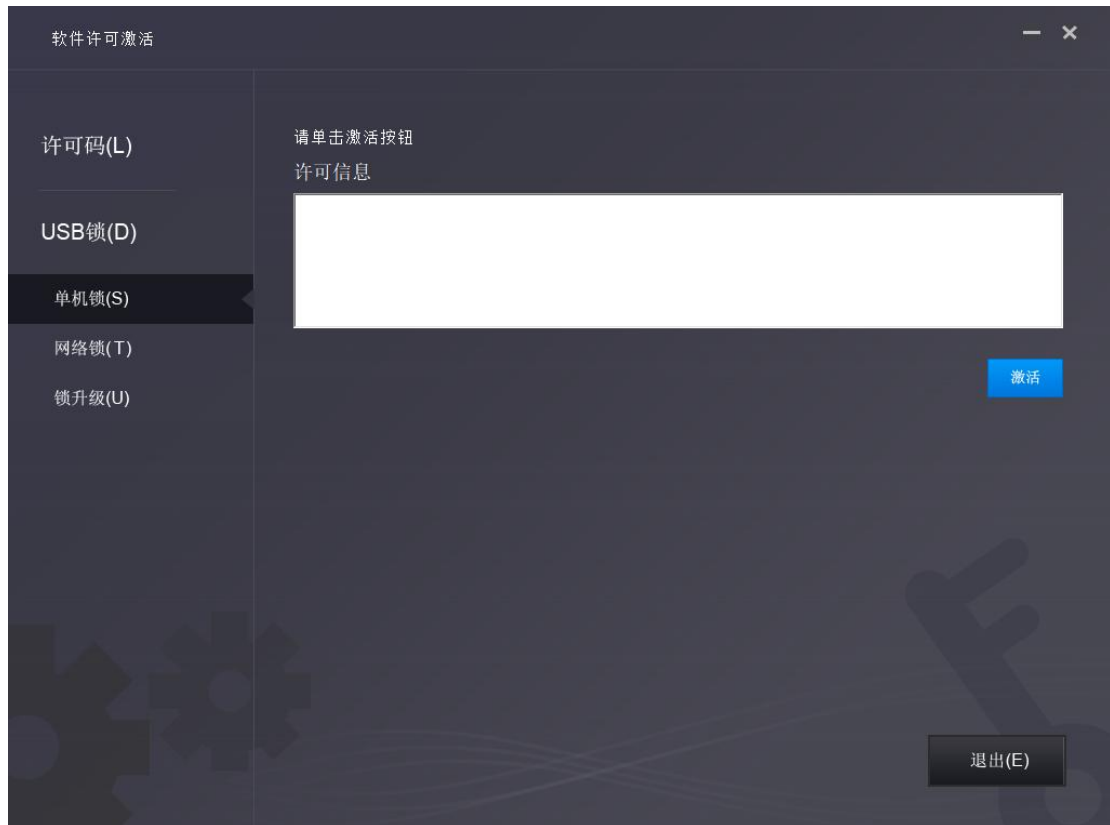 软件许可激活
许可码(L)
USB锁(D)
单机锁(S)
网络锁(T)
锁升级(U)
请单击激活按钮
许可信息
激活
退出(E)